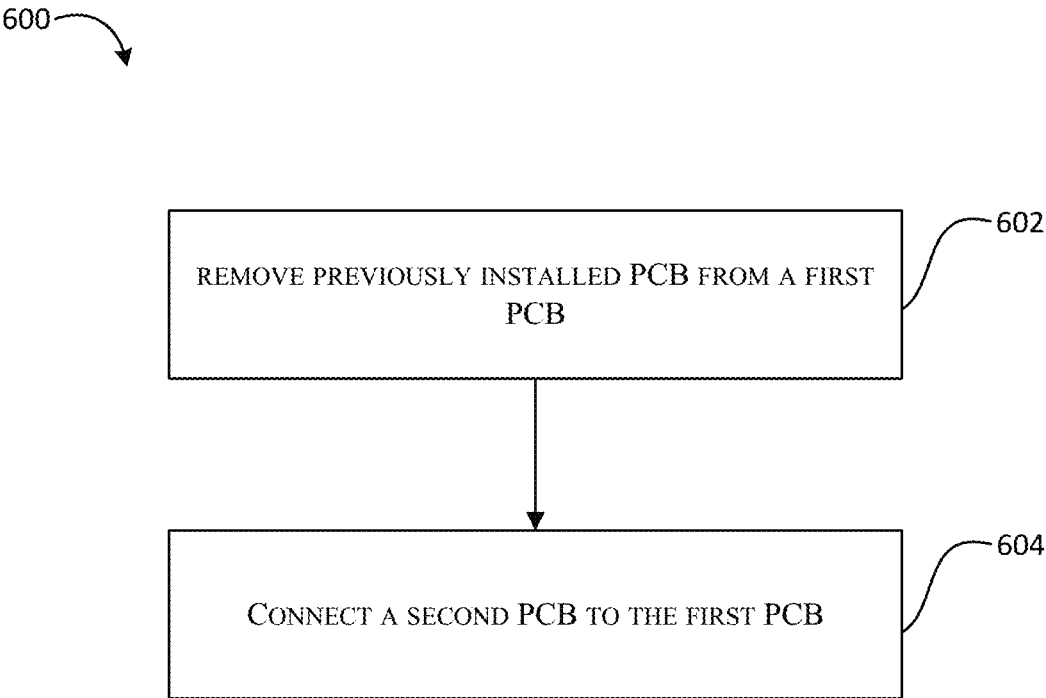 600
602
REMOVE PREVIOUSLY INSTALLED PCB FROM A FIRST
PCB
604
CONNECT A SECOND PCB TO THE FIRST PCB